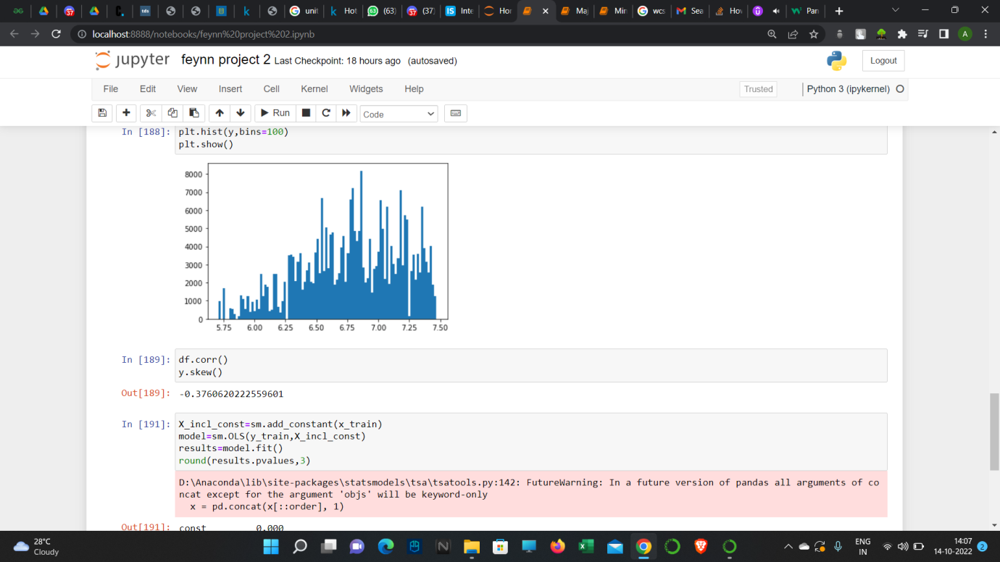 tds
k
unit
k
Hot
63
(63)
37
(37)
IS
Inte
Hor
Maj
Min
wcs
Sea
Hov
Pan
localhost:8888/notebooks/feynn%20project%202.ipynb
A
jupyter
feynn project 2 Last Checkpoint: 18 hours ago (autosaved)
Logout
File Edit View Insert Cell Kernel Widgets Help
Trusted
Python 3 (ipykernel)
Run
Code
In [188]: plt.hist(y,bins=100)
plt.show()
8000
7000
6000
5000
4000
3000
2000
1000
0
5.75 6.00 6.25 6.50 6.75 7.00 7.25 7.50
In [189]: df.corr()
y.skew()
Out[189]: -0.3760620222559601
In [191]: X_incl_const=sm.add_constant(x_train)
model=sm.OLS(y_train,X_incl_const)
results=model.fit()
round(results.pvalues,3)
D:\Anaconda\lib\site-packages\statsmodels\tsa\tsatools.py:142: FutureWarning: In a future version of pandas all arguments of co
ncat except for the argument 'objs' will be keyword-only
x = pd.concat(x[::order], 1)
Out[191]: const 0.000
28°C
Cloudy
ENG
IN
14:07
14-10-2022
2